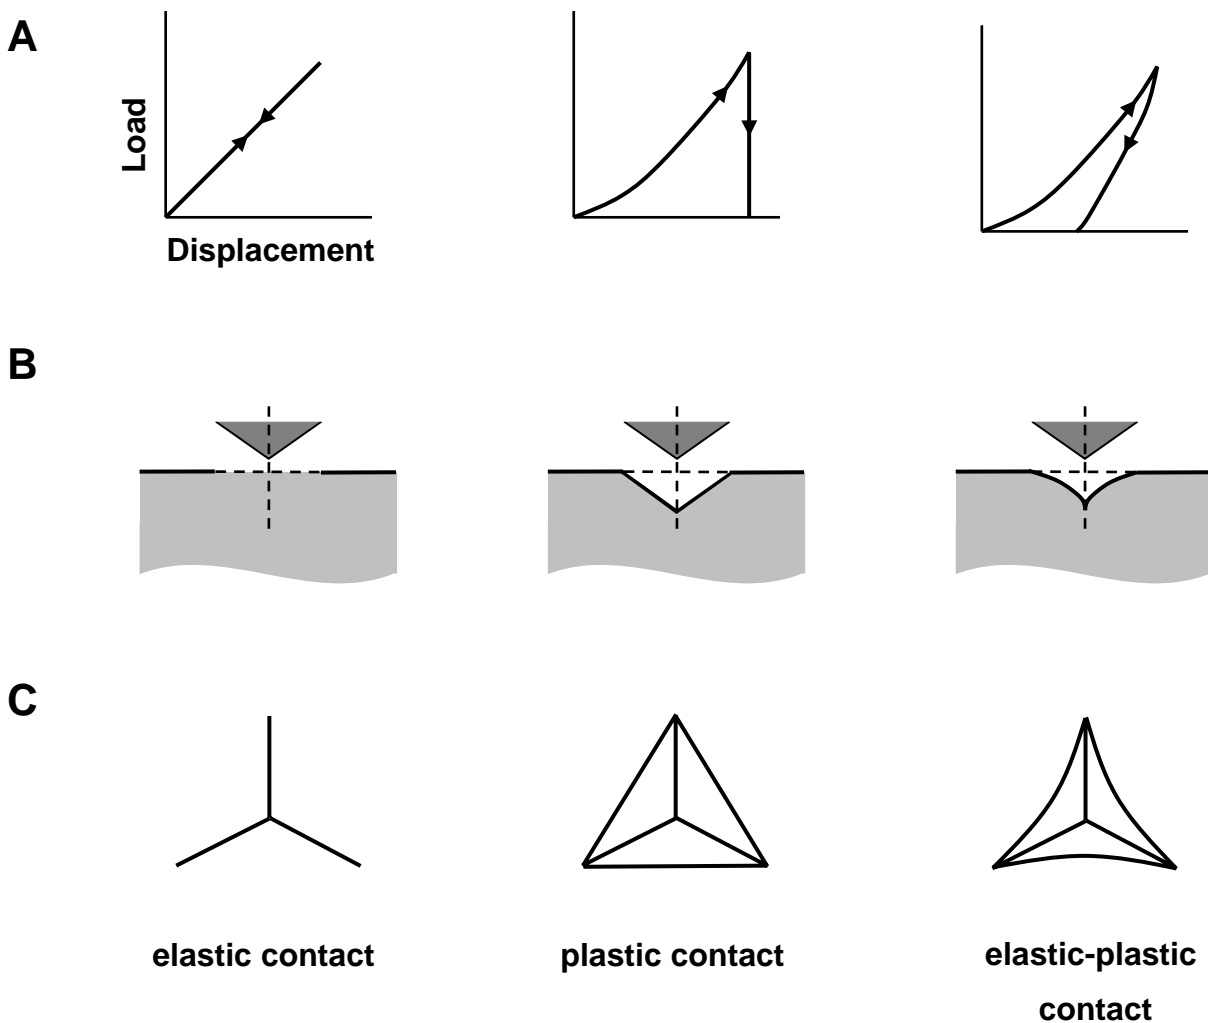 A
Load
Displacement
B
C
elastic contact
plastic contact
elastic-plastic
contact